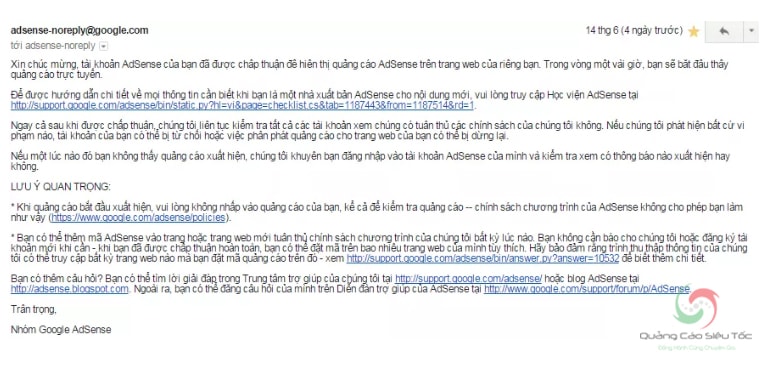 adsense-noreply@google.com
14 thg 6 (4 ngày trước)
tới adsense-noreply
Xin chúc mừng, tài khoản AdSense của bạn đã được chấp thuận để hiển thị quảng cáo AdSense trên trang web của riêng bạn. Trong vòng một vài giờ, bạn sẽ bắt đầu thấy
quảng cáo trực tuyến.
Để được hướng dẫn chi tiết về mọi thông tin cần biết khi bạn là một nhà xuất bản AdSense cho nội dung mới, vui lòng truy cập Học viện AdSense tại
http://support.google.com/adsense/bin/static.py?hl=vi&page=checklist.cs&tab=1187443&from=1187514&rd=1.
Ngay cả sau khi được chấp thuận, chúng tôi liên tục kiểm tra tất cả các tài khoản xem chúng có tuân thủ các chính sách của chúng tôi không. Nếu chúng tôi phát hiện bất cứ vi
phạm nào, tài khoản của bạn có thể bị từ chối hoặc việc phân phát quảng cáo cho trang web của bạn có thể bị dừng lại.
Nếu một lúc nào đó bạn không thấy quảng cáo xuất hiện, chúng tôi khuyên bạn đăng nhập vào tài khoản AdSense của mình và kiểm tra xem có thông báo nào xuất hiện hay
không.
LƯU Ý QUAN TRỌNG:
* Khi quảng cáo bắt đầu xuất hiện, vui lòng không nhấp vào quảng cáo của bạn, kể cả để kiểm tra quảng cáo -- chính sách chương trình của AdSense không cho phép bạn làm
như vậy (https://www.google.com/adsense/policies).
* Bạn có thể thêm mã AdSense vào trang hoặc trang web mới tuân thủ chính sách chương trình của chúng tôi bất kỳ lúc nào. Bạn không cần báo cho chúng tôi hoặc đăng ký tài
khoản mới khi cần - khi bạn đã được chấp thuận hoàn toàn, bạn có thể đặt mã trên bao nhiêu trang web của mình tùy thích. Hãy bảo đảm rằng trình thu thập thông tin của chúng
tôi có thể truy cập bất kỳ trang web nào mà bạn đặt mã quảng cáo trên đó - xem http://support.google.com/adsense/bin/answer.py?answer=10532 để biết thêm chi tiết.
Bạn có thêm câu hỏi? Bạn có thể tìm lời giải đáp trong Trung tâm trợ giúp của chúng tôi tại http://support.google.com/adsense/ hoặc blog AdSense tại
http://adsense.blogspot.com. Ngoài ra, bạn có thể đăng câu hỏi của mình trên Diễn đàn trợ giúp của AdSense tại http://www.google.com/support/forum/p/AdSense.
Trân trọng,
Nhóm Google AdSense
Quảng Cáo Siêu Tốc
Đồng Hành Cùng Chuyên Gia